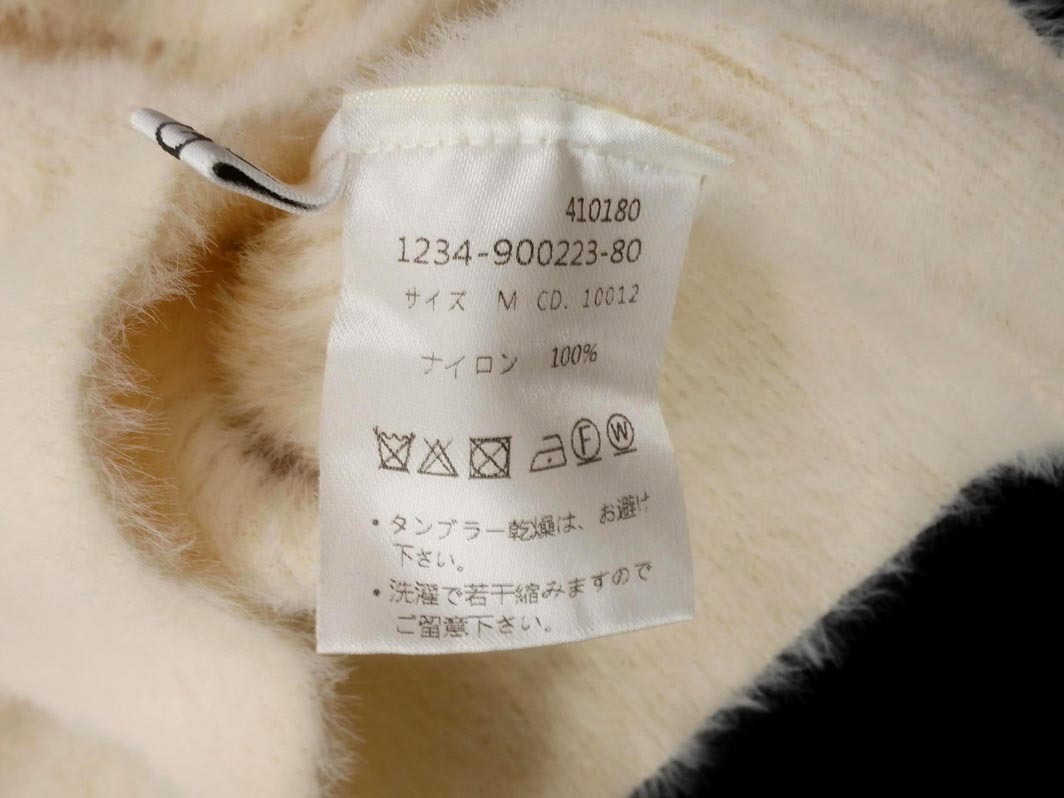 410180
1234-900223-80
サイズ M CD. 10012
ナイロン 100%
F W
・タンブラー乾燥は、お避け
下さい。
・洗濯で若干縮みますので
ご留意下さい。